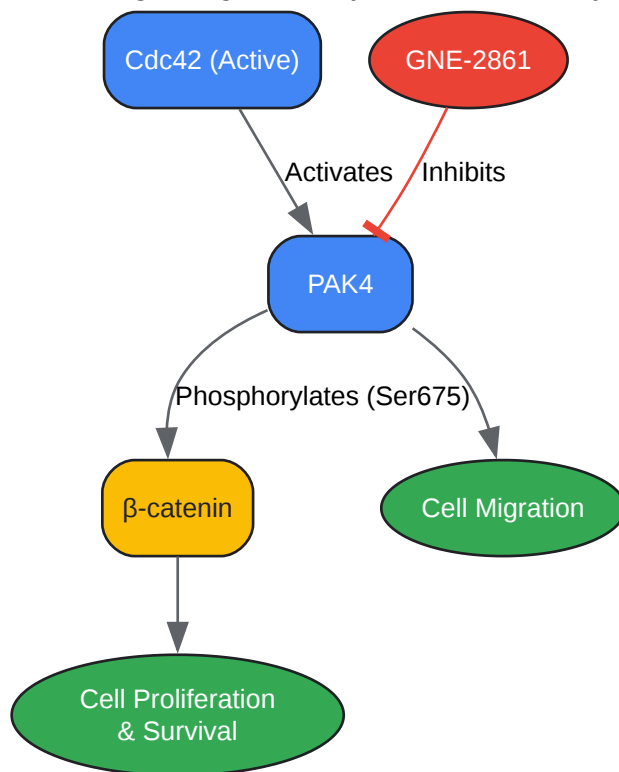 Cdc42 (Active)
GNE-2861
Activates
Inhibits
PAK4
Phosphorylates (Ser675)
β-catenin
Cell Migration
Cell Proliferation
& Survival